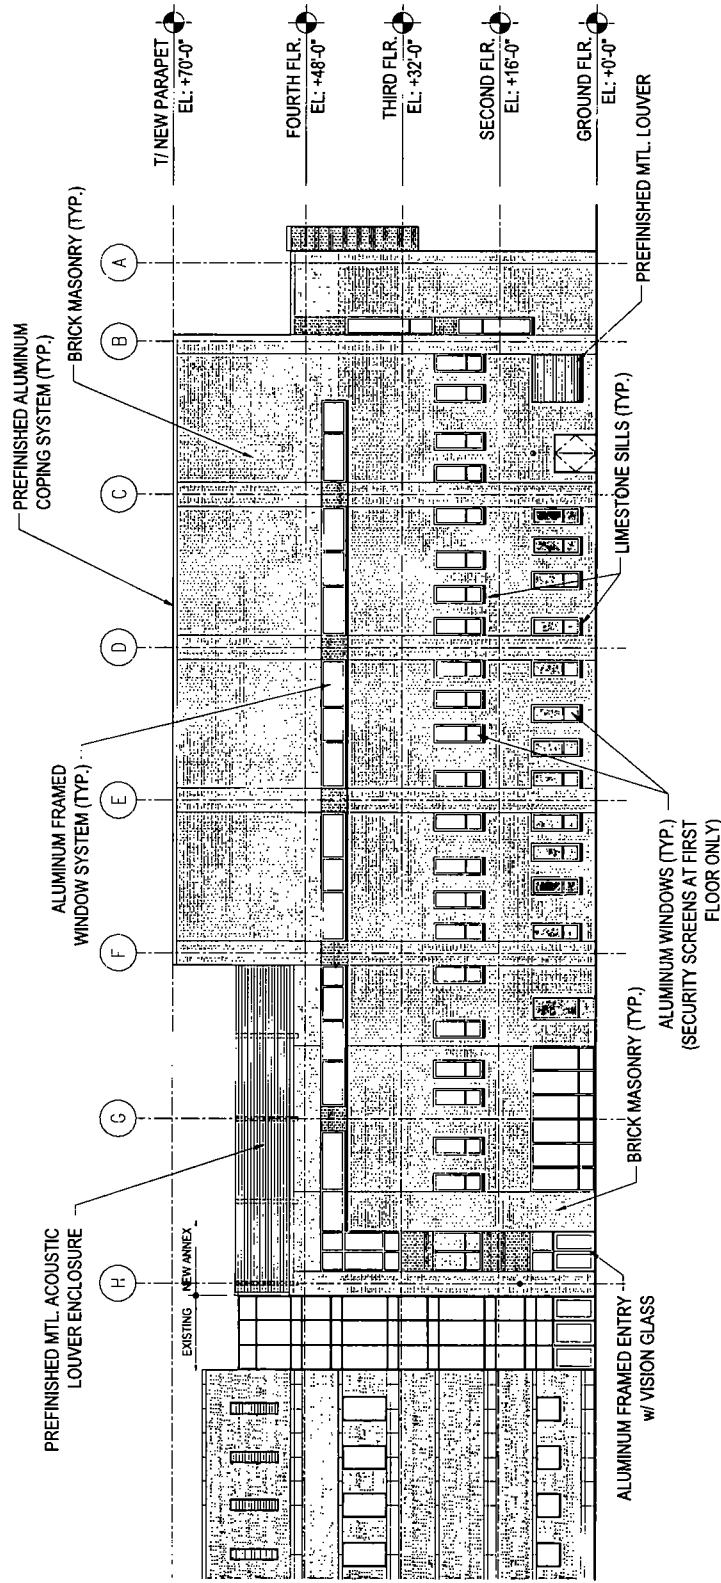 PREFINISHED MTL. ACOUSTIC
LOUVER ENCLOSURE
ALUMINUM FRAMED
WINDOW SYSTEM (TYP.)
PREFINISHED ALUMINUM
COPING SYSTEM (TYP.)
BRICK MASONRY (TYP.)
H
G
F
E
D
C
B
A
EXISTING
NEW ANNEX
T/ NEW PARAPET
EL: +70'-0"
FOURTH FLR.
EL: +48'-0"
THIRD FLR.
EL: +32'-0"
SECOND FLR.
EL: +16'-0"
GROUND FLR.
EL: +0'-0"
ALUMINUM FRAMED ENTRY
w/ VISION GLASS
BRICK MASONRY (TYP.)
ALUMINUM WINDOWS (TYP.)
(SECURITY SCREENS AT FIRST
FLOOR ONLY)
LIMESTONE SILLS (TYP.)
PREFINISHED MTL. LOUVER